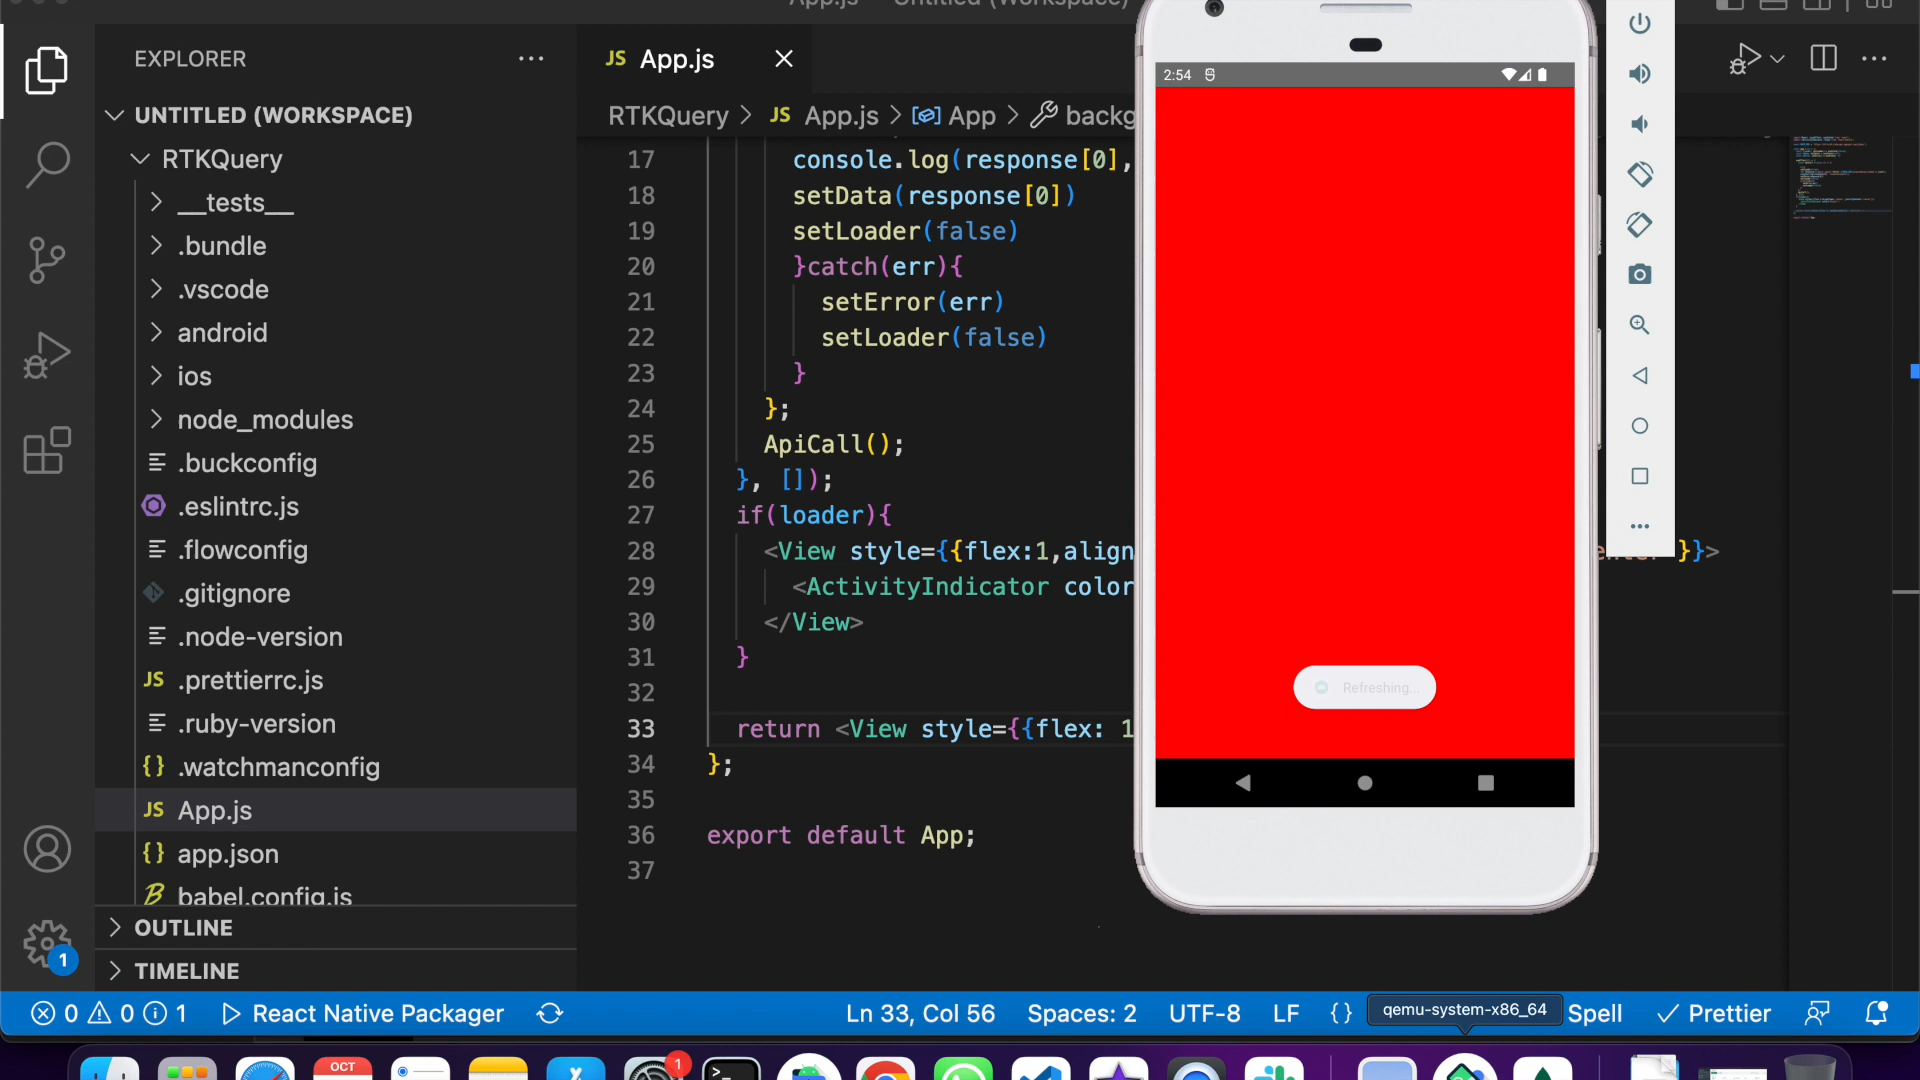 App.js — Untitled (Workspace)
EXPLORER
UNTITLED (WORKSPACE)
RTKQuery
__tests__
.bundle
.vscode
android
ios
node_modules
.buckconfig
.eslintrc.js
.flowconfig
.gitignore
.node-version
.prettierrc.js
.ruby-version
.watchmanconfig
JS App.js
app.json
babel.config.js
OUTLINE
TIMELINE
JS App.js
RTKQuery > JS App.js > App > backg
17 console.log(response[0],
18 setData(response[0])
19 setLoader(false)
20 }catch(err){
21 setError(err)
22 setLoader(false)
23 }
24 };
25 ApiCall();
26 }, []);
27 if(loader){
28 <View style={{flex:1,align }}>
29 <ActivityIndicator color
30 </View>
31 }
32
33 return <View style={{flex: 1
34 };
35
36 export default App;
37
2:54
Refreshing...
0 0 1 React Native Packager Ln 33, Col 56 Spaces: 2 UTF-8 LF {} qemu-system-x86_64 Spell Prettier
1
OCT
1